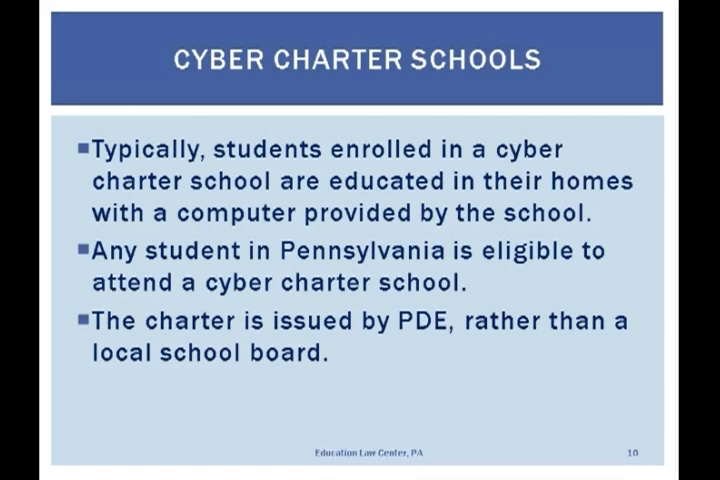 CYBER CHARTER SCHOOLS
Typically, students enrolled in a cyber
charter school are educated in their homes
with a computer provided by the school.
Any student in Pennsylvania is eligible to
attend a cyber charter school.
The charter is issued by PDE, rather than a
local school board.
Education Law Center, PA
10